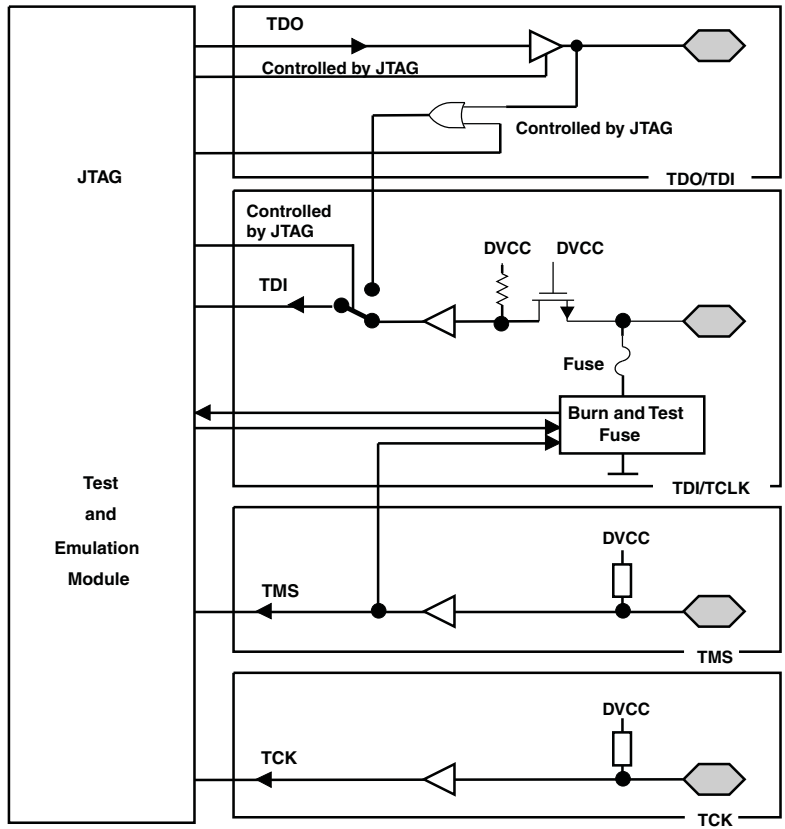 TDO
Controlled by JTAG
Controlled by JTAG
JTAG
TDO/TDI
Controlled
by JTAG
DVCC
DVCC
TDI
Fuse
Burn and Test
Fuse
TDI/TCLK
Test
and
Emulation
Module
DVCC
TMS
TMS
DVCC
TCK
TCK